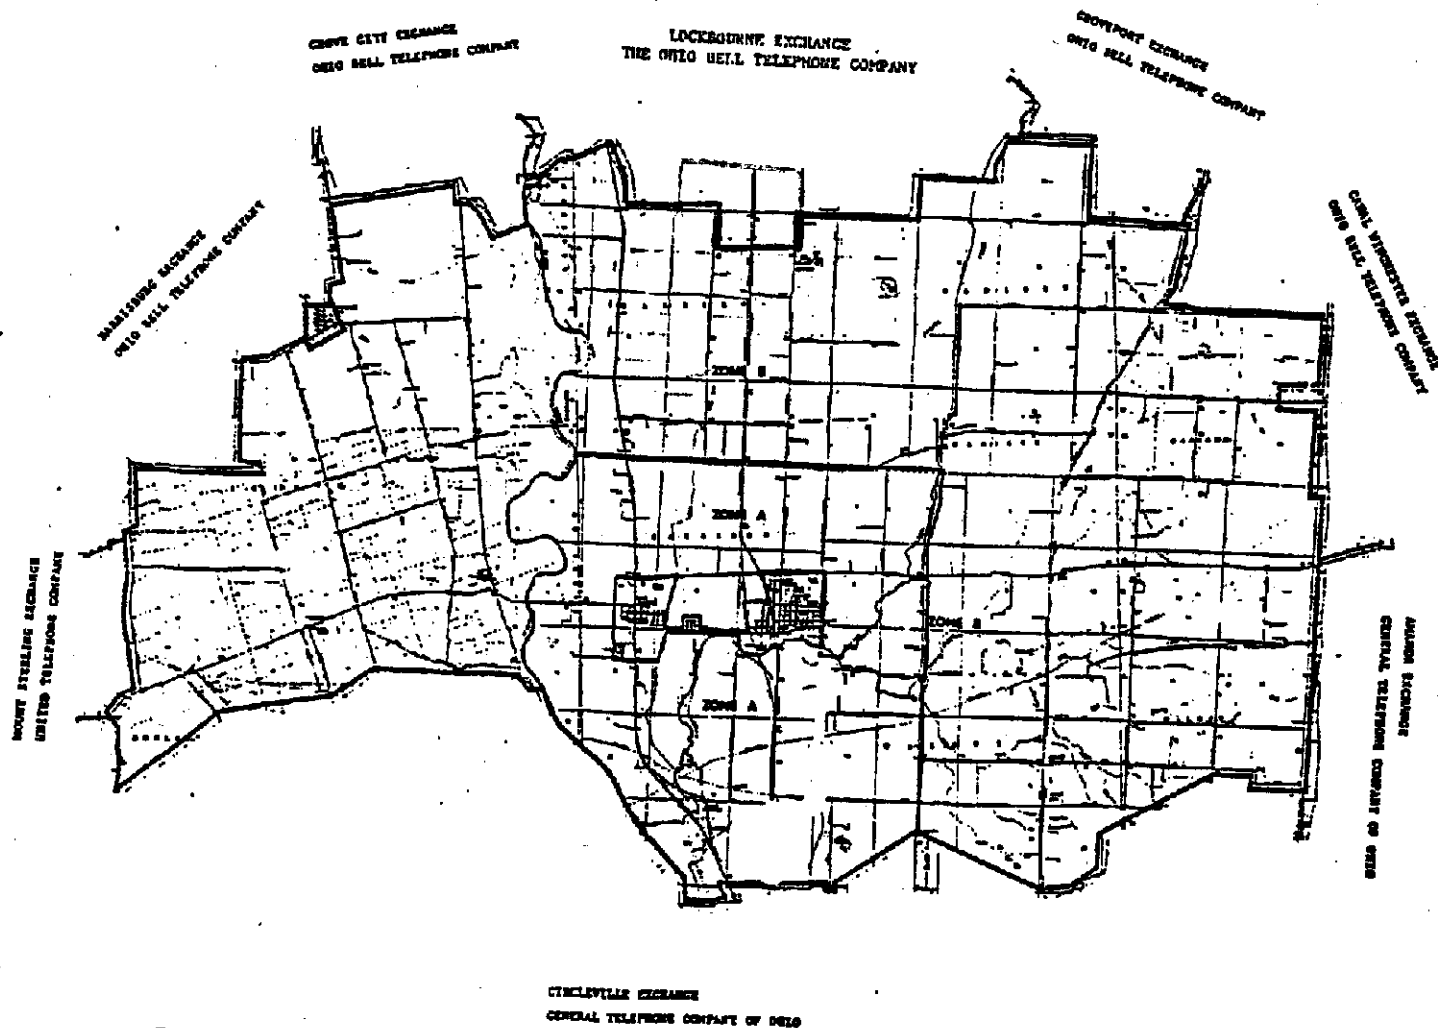 GROVE CITY EXCHANGE
OHIO BELL TELEPHONE COMPANY
LOCKBOURNE EXCHANGE
THE OHIO BELL TELEPHONE COMPANY
GROVEPORT EXCHANGE
OHIO BELL TELEPHONE COMPANY
HARRISBURG EXCHANGE
OHIO BELL TELEPHONE COMPANY
CANAL WINCHESTER EXCHANGE
OHIO BELL TELEPHONE COMPANY
ZONE B
ZONE A
ZONE B
ZONE A
MOUNT STERLING EXCHANGE
UNITED TELEPHONE COMPANY
AMANDA EXCHANGE
GENERAL TELEPHONE COMPANY OF OHIO
CIRCLEVILLE EXCHANGE
GENERAL TELEPHONE COMPANY OF OHIO